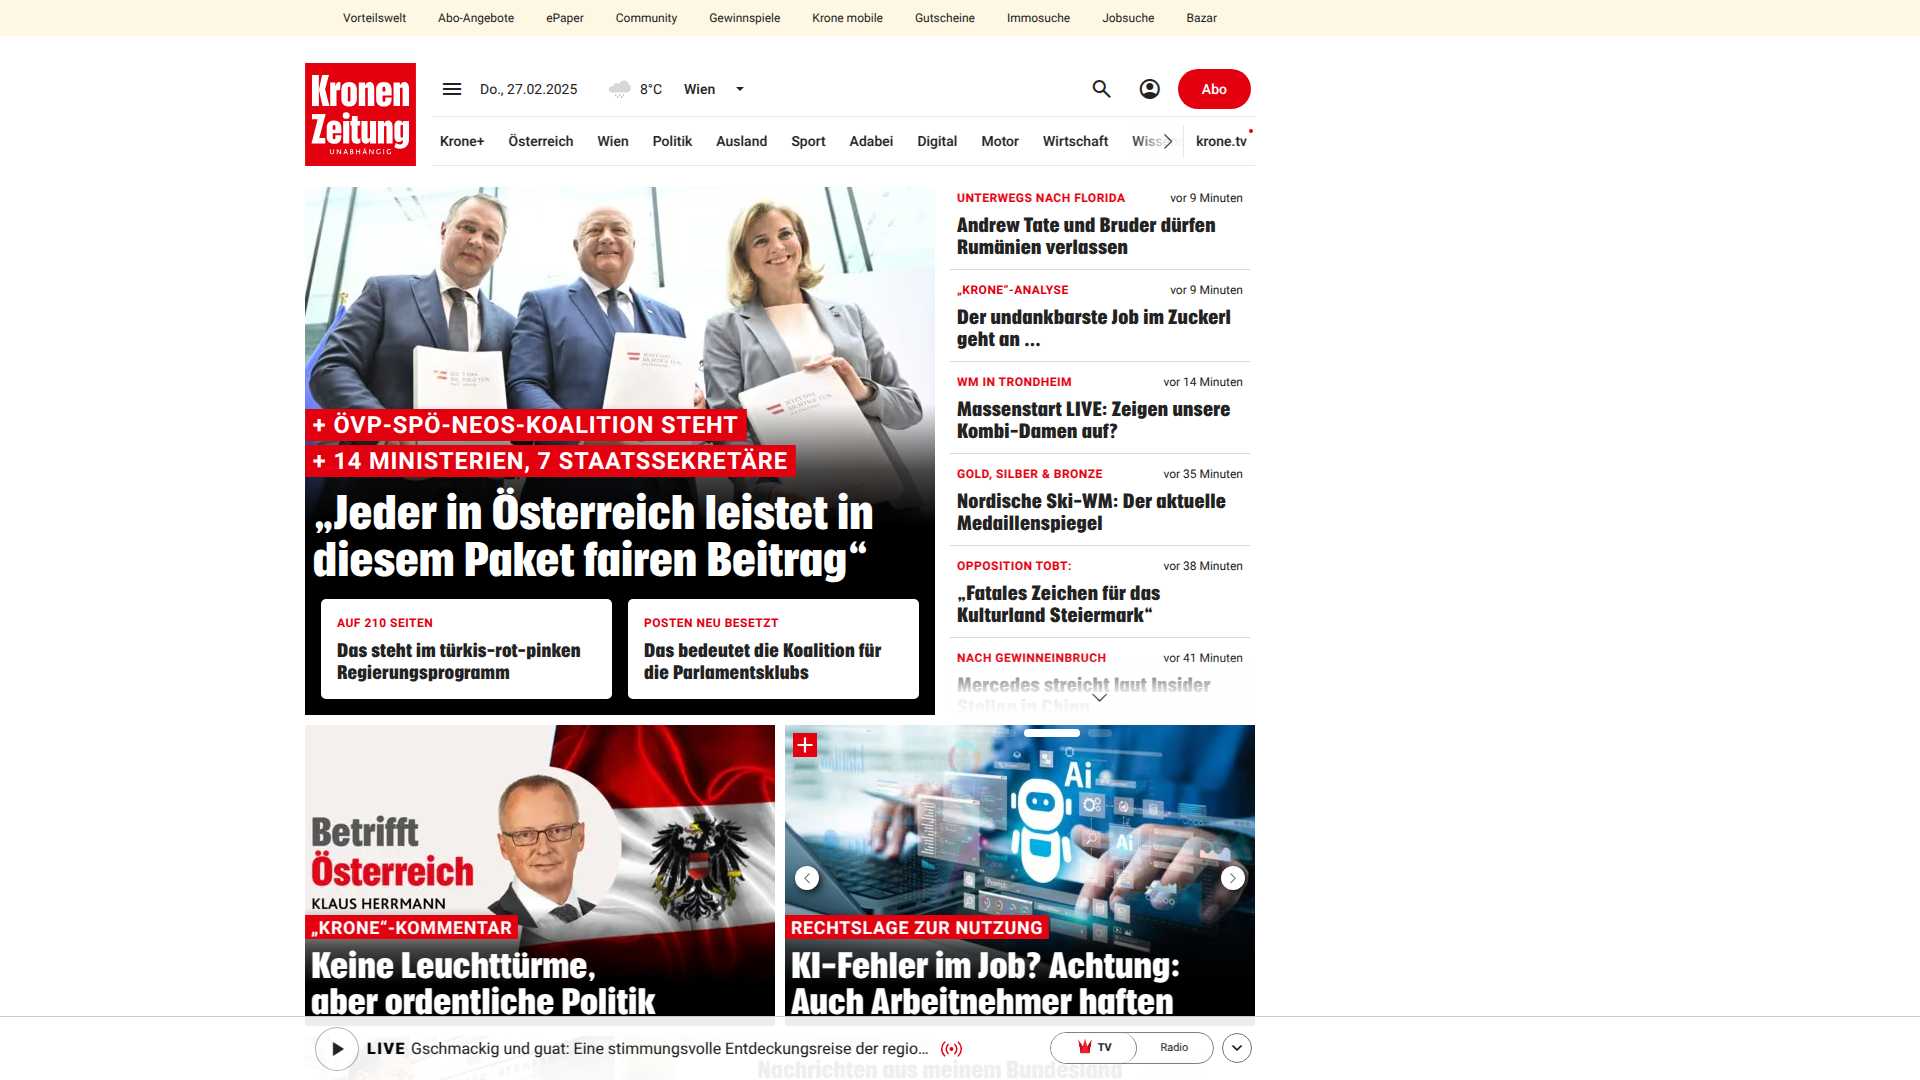 Vorteilswelt Abo-Angebote ePaper Community Gewinnspiele Krone mobile Gutscheine Immosuche Jobsuche Bazar
Kronen
Zeitung
UNABHÄNGIG
Do., 27.02.2025 8°C Wien Abo
Krone+ Österreich Wien Politik Ausland Sport Adabei Digital Motor Wirtschaft krone.tv
+ ÖVP-SPÖ-NEOS-KOALITION STEHT
+ 14 MINISTERIEN, 7 STAATSSEKRETÄRE
„Jeder in Österreich leistet in
diesem Paket fairen Beitrag“
AUF 210 SEITEN
Das steht im türkis-rot-pinken
Regierungsprogramm
POSTEN NEU BESETZT
Das bedeutet die Koalition für
die Parlamentsklubs
UNTERWEGS NACH FLORIDA vor 9 Minuten
Andrew Tate und Bruder dürfen
Rumänien verlassen
„KRONE“-ANALYSE vor 9 Minuten
Der undankbarste Job im Zuckerl
geht an ...
WM IN TRONDHEIM vor 14 Minuten
Massenstart LIVE: Zeigen unsere
Kombi-Damen auf?
GOLD, SILBER & BRONZE vor 35 Minuten
Nordische Ski-WM: Der aktuelle
Medaillenspiegel
OPPOSITION TOBT: vor 38 Minuten
„Fatales Zeichen für das
Kulturland Steiermark“
NACH GEWINNEINBRUCH vor 41 Minuten
Mercedes streicht laut Insider
Stellen in China
Betrifft
Österreich
KLAUS HERRMANN
„KRONE“-KOMMENTAR
Keine Leuchttürme,
aber ordentliche Politik
Ai
Ai
RECHTSLAGE ZUR NUTZUNG
KI-Fehler im Job? Achtung:
Auch Arbeitnehmer haften
LIVE Gschmackig und guat: Eine stimmungsvolle Entdeckungsreise der regio... TV Radio
Nachrichten aus meinem Bundesland